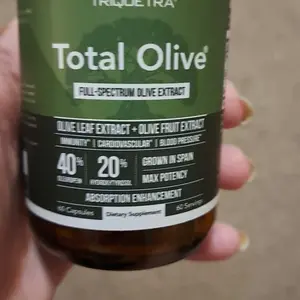 TRIQUETRA
Total Olive®
FULL-SPECTRUM OLIVE EXTRACT
OLIVE LEAF EXTRACT + OLIVE FRUIT EXTRACT
IMMUNITY* | CARDIOVASCULAR* | BLOOD PRESSURE*
40% OLEUROPEIN
20% HYDROXYTYROSOL
GROWN IN SPAIN
MAX POTENCY
ABSORPTION ENHANCEMENT
60 Capsules
Dietary Supplement
60 Servings